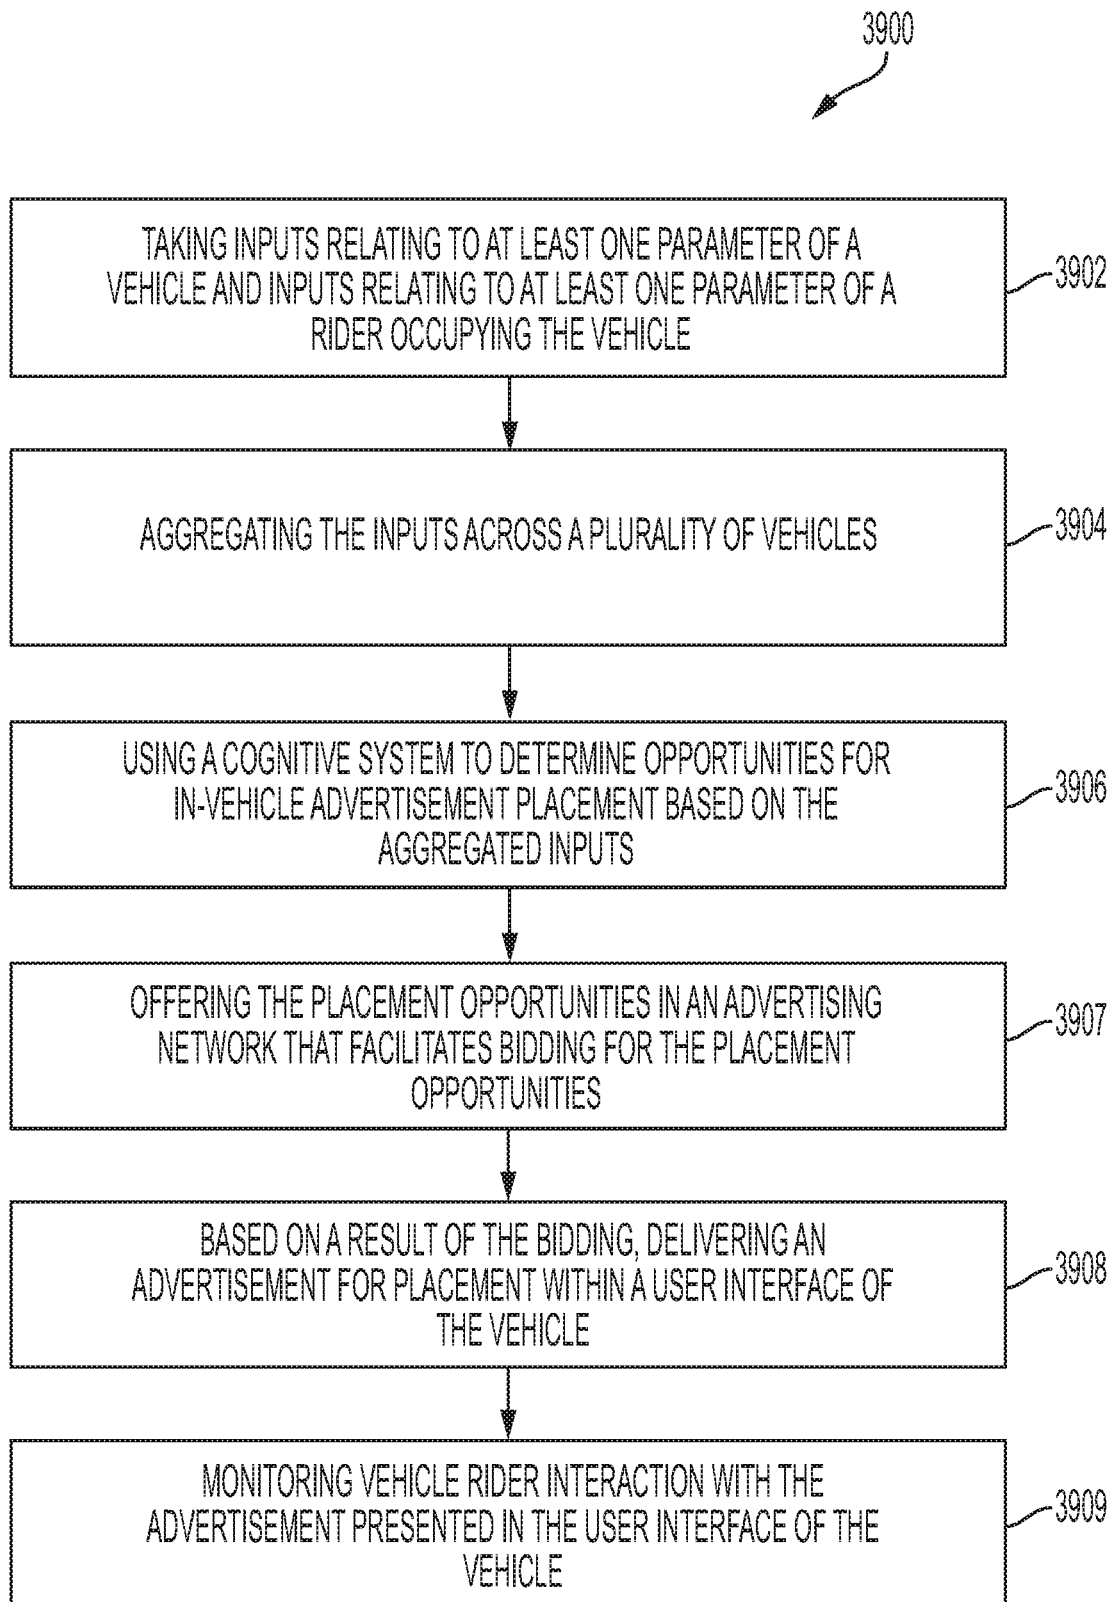 3900
TAKING INPUTS RELATING TO AT LEAST ONE PARAMETER OF A
VEHICLE AND INPUTS RELATING TO AT LEAST ONE PARAMETER OF A
RIDER OCCUPYING THE VEHICLE
3902
AGGREGATING THE INPUTS ACROSS A PLURALITY OF VEHICLES
3904
USING A COGNITIVE SYSTEM TO DETERMINE OPPORTUNITIES FOR
IN-VEHICLE ADVERTISEMENT PLACEMENT BASED ON THE
AGGREGATED INPUTS
3906
OFFERING THE PLACEMENT OPPORTUNITIES IN AN ADVERTISING
NETWORK THAT FACILITATES BIDDING FOR THE PLACEMENT
OPPORTUNITIES
3907
BASED ON A RESULT OF THE BIDDING, DELIVERING AN
ADVERTISEMENT FOR PLACEMENT WITHIN A USER INTERFACE OF
THE VEHICLE
3908
MONITORING VEHICLE RIDER INTERACTION WITH THE
ADVERTISEMENT PRESENTED IN THE USER INTERFACE OF THE
VEHICLE
3909